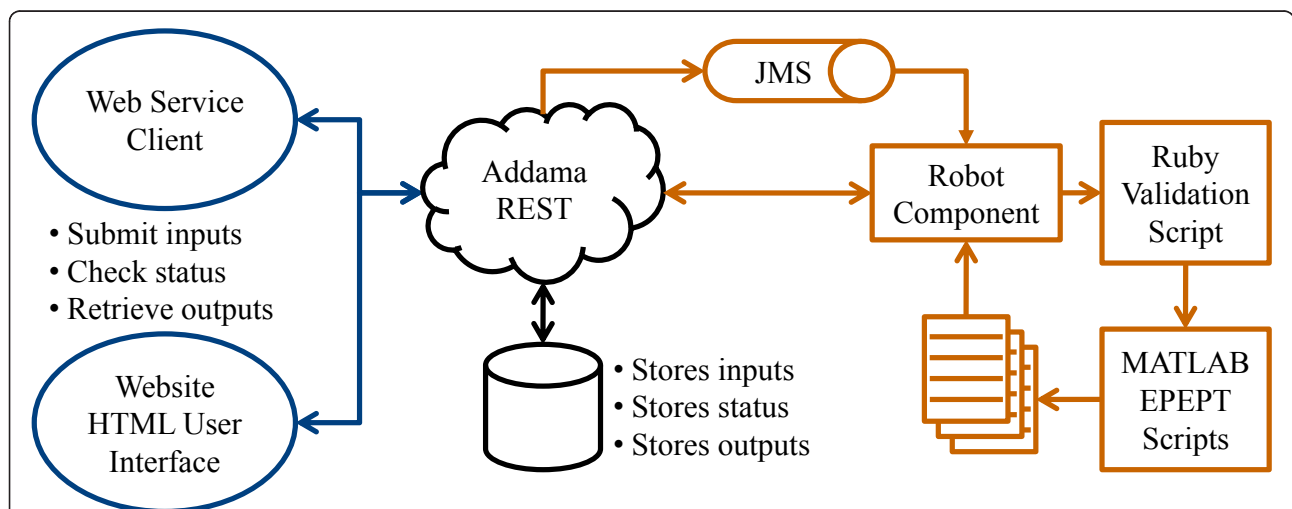 Web Service
Client
• Submit inputs
• Check status
• Retrieve outputs
Website
HTML User
Interface
Addama
REST
• Stores inputs
• Stores status
• Stores outputs
JMS
Robot
Component
Ruby
Validation
Script
MATLAB
EPEPT
Scripts